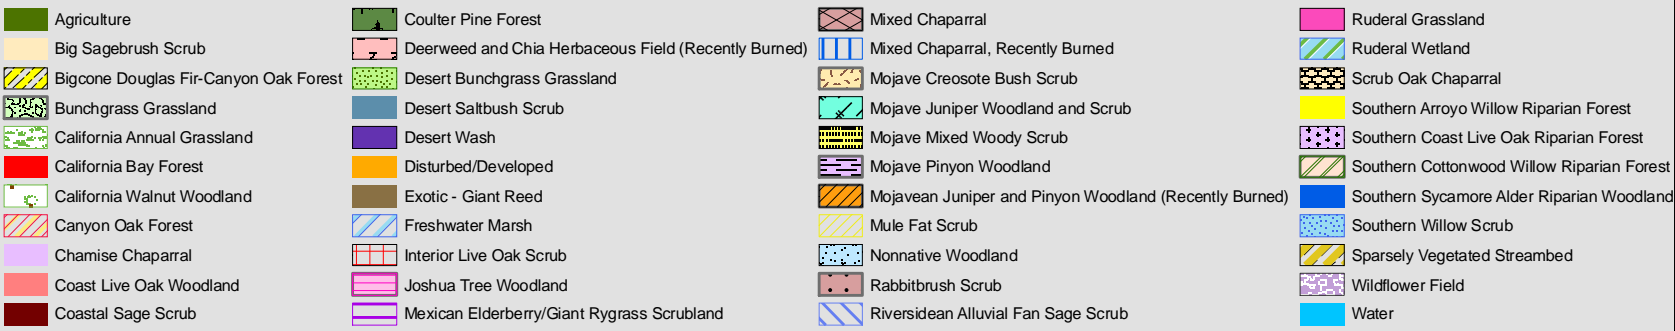 Agriculture
Big Sagebrush Scrub
Bigcone Douglas Fir-Canyon Oak Forest
Bunchgrass Grassland
California Annual Grassland
California Bay Forest
California Walnut Woodland
Canyon Oak Forest
Chamise Chaparral
Coast Live Oak Woodland
Coastal Sage Scrub
Coulter Pine Forest
Deerweed and Chia Herbaceous Field (Recently Burned)
Desert Bunchgrass Grassland
Desert Saltbush Scrub
Desert Wash
Disturbed/Developed
Exotic - Giant Reed
Freshwater Marsh
Interior Live Oak Scrub
Joshua Tree Woodland
Mexican Elderberry/Giant Rygrass Scrubland
Mixed Chaparral
Mixed Chaparral, Recently Burned
Mojave Creosote Bush Scrub
Mojave Juniper Woodland and Scrub
Mojave Mixed Woody Scrub
Mojave Pinyon Woodland
Mojavean Juniper and Pinyon Woodland (Recently Burned)
Mule Fat Scrub
Nonnative Woodland
Rabbitbrush Scrub
Riversidean Alluvial Fan Sage Scrub
Ruderal Grassland
Ruderal Wetland
Scrub Oak Chaparral
Southern Arroyo Willow Riparian Forest
Southern Coast Live Oak Riparian Forest
Southern Cottonwood Willow Riparian Forest
Southern Sycamore Alder Riparian Woodland
Southern Willow Scrub
Sparsely Vegetated Streambed
Wildflower Field
Water